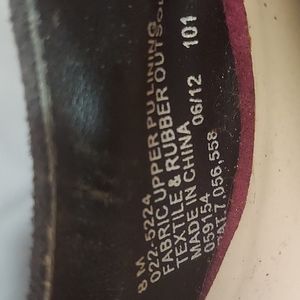 8 M
022-5224
FABRIC UPPER PU LINING
TEXTILE & RUBBER OUTSOLE
MADE IN CHINA 06/12 101
059154
PAT.7,056,558